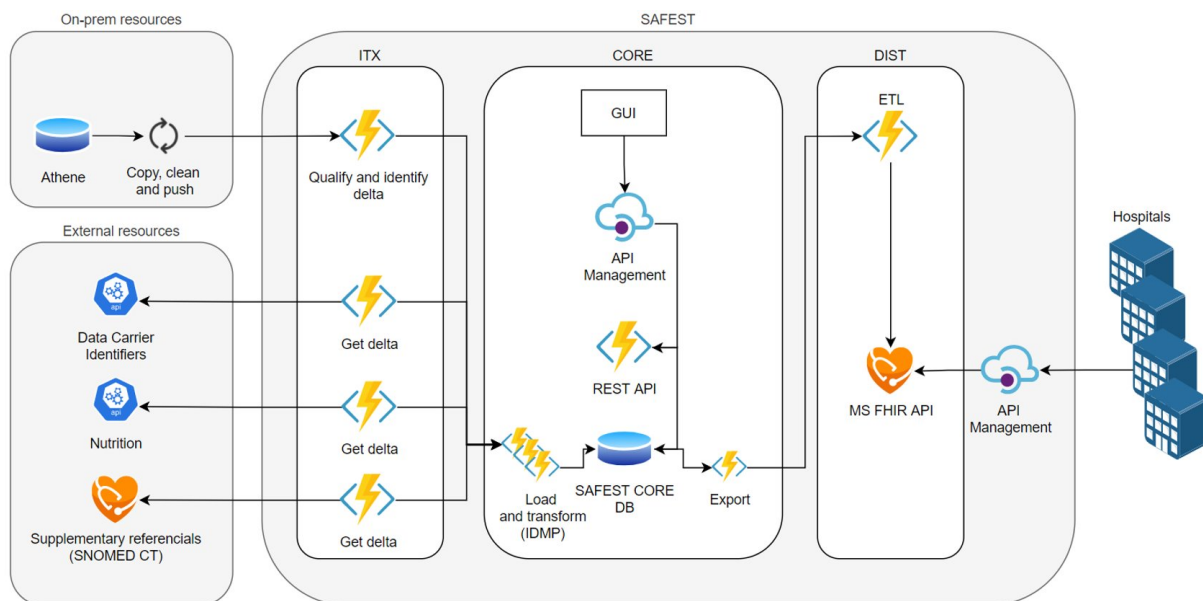 On-prem resources
SAFEST
ITX
CORE
DIST
Athene
Copy, clean
and push
Qualify and identify
delta
GUI
API
Management
ETL
External resources
api
Data Carrier
Identifiers
Get delta
REST API
api
Nutrition
Get delta
Supplementary referencials
(SNOMED CT)
Get delta
Load
and transform
(IDMP)
SAFEST CORE
DB
Export
MS FHIR API
API
Management
Hospitals